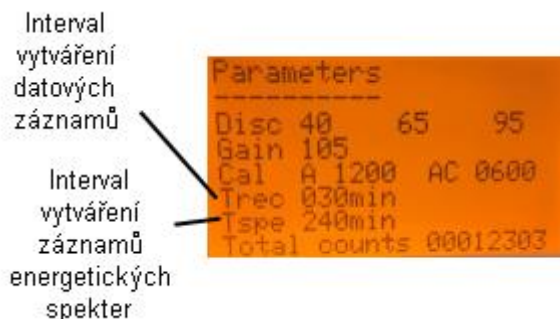 Interval
vytváření
datových
záznamů
Interval
vytváření
záznamů
energetických
spekter
Parameters
----------
Disc 40 65 95
Gain 105
Cal A 1200 AC 0600
Trec 030min
Tspe 240min
Total counts 00012303